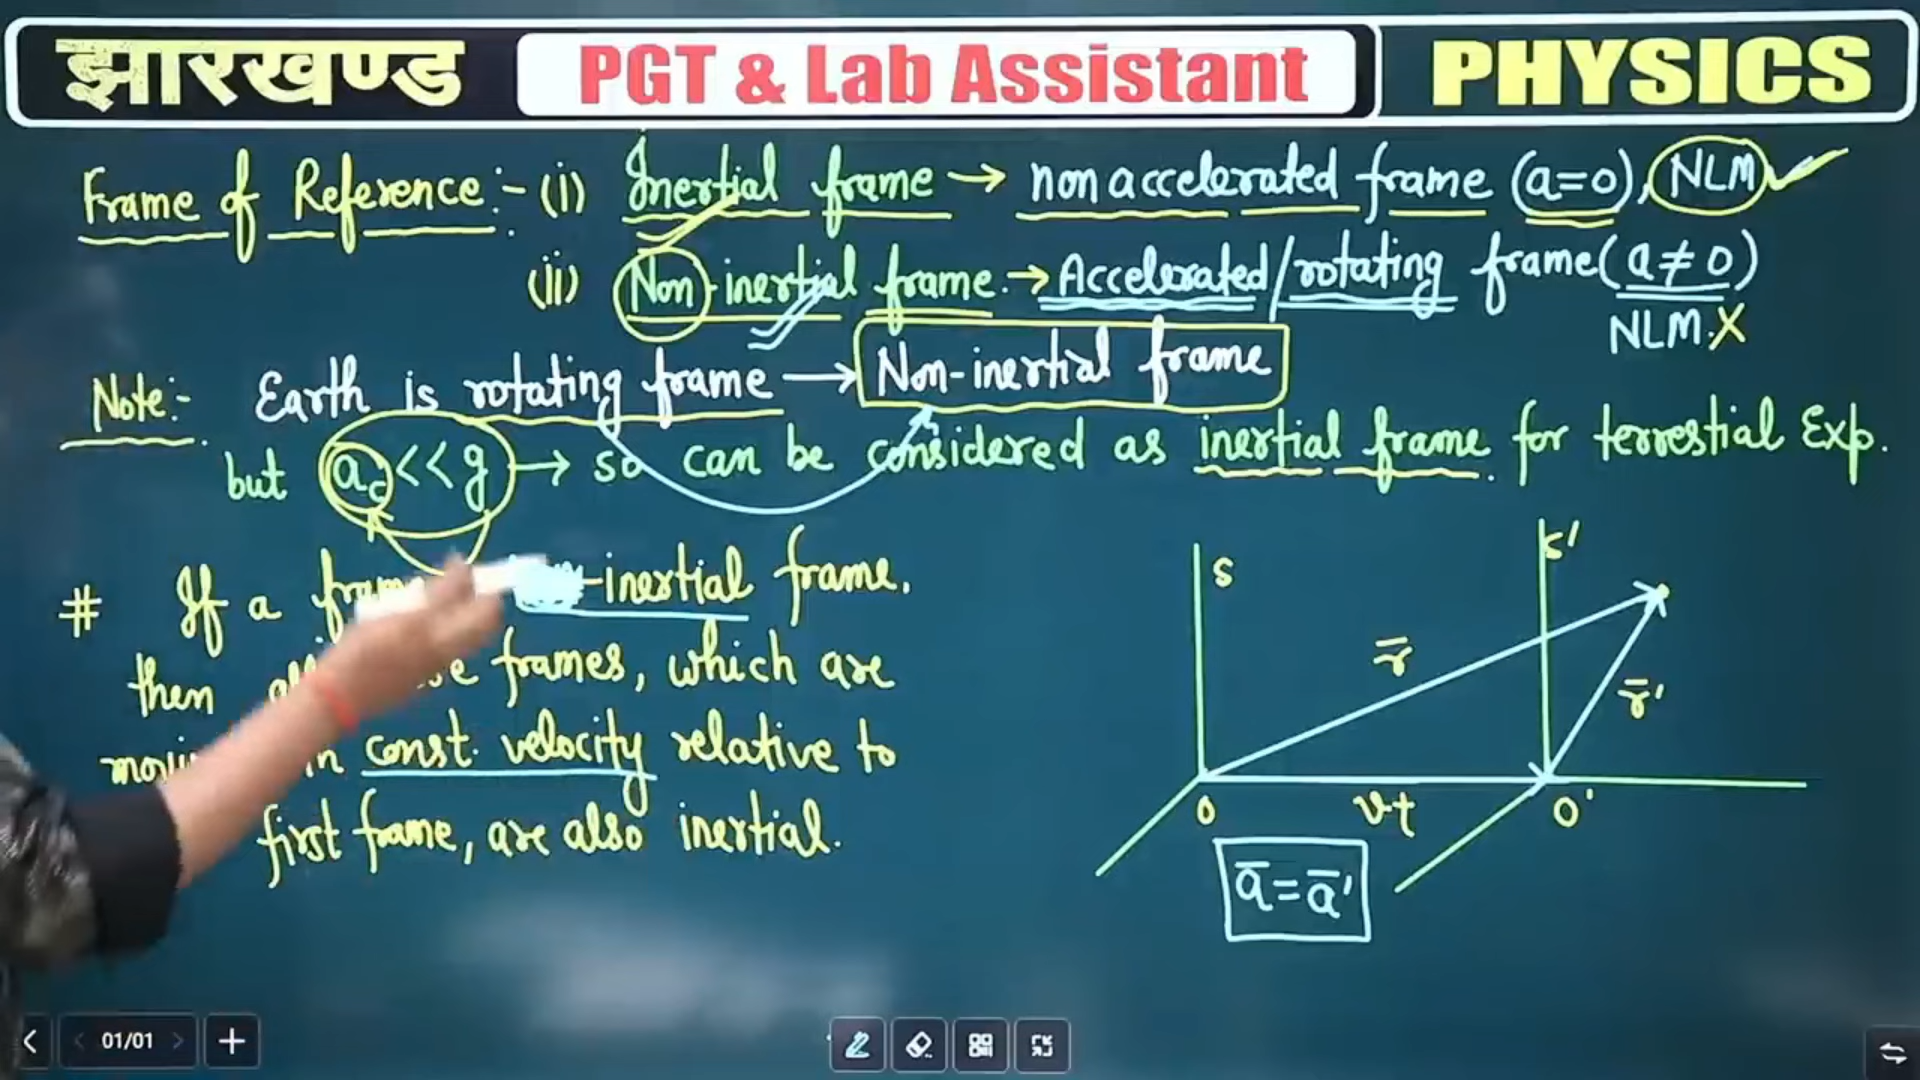 झारखण्ड PGT & Lab Assistant PHYSICS
Frame of Reference:- (i) Inertial frame → non accelerated frame (a=0), NLM ✓
(ii) Non-inertial frame. → Accelerated/rotating frame (a≠0)
NLM. X
Note:- Earth is rotating frame → Non-inertial frame
but a_c << g → so can be considered as inertial frame for terrestial Exp.
# If a -inertial frame.
then frames, which are
const. velocity relative to
first frame, are also inertial.
S
S'
r̄
r̄'
O
vt
O'
ā = ā'
01/01